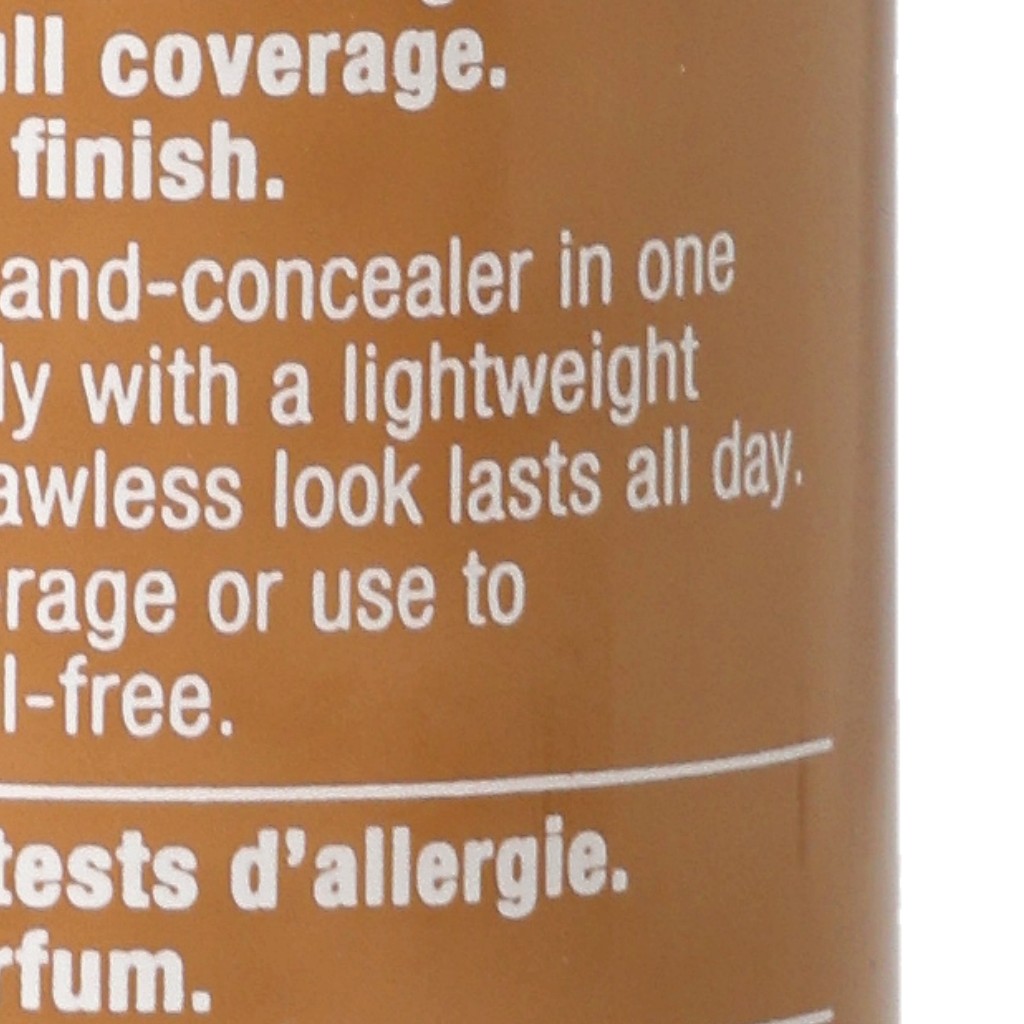 ll coverage.
finish.
and-concealer in one
ly with a lightweight
awless look lasts all day.
rage or use to
l-free.
tests d'allergie.
rfum.